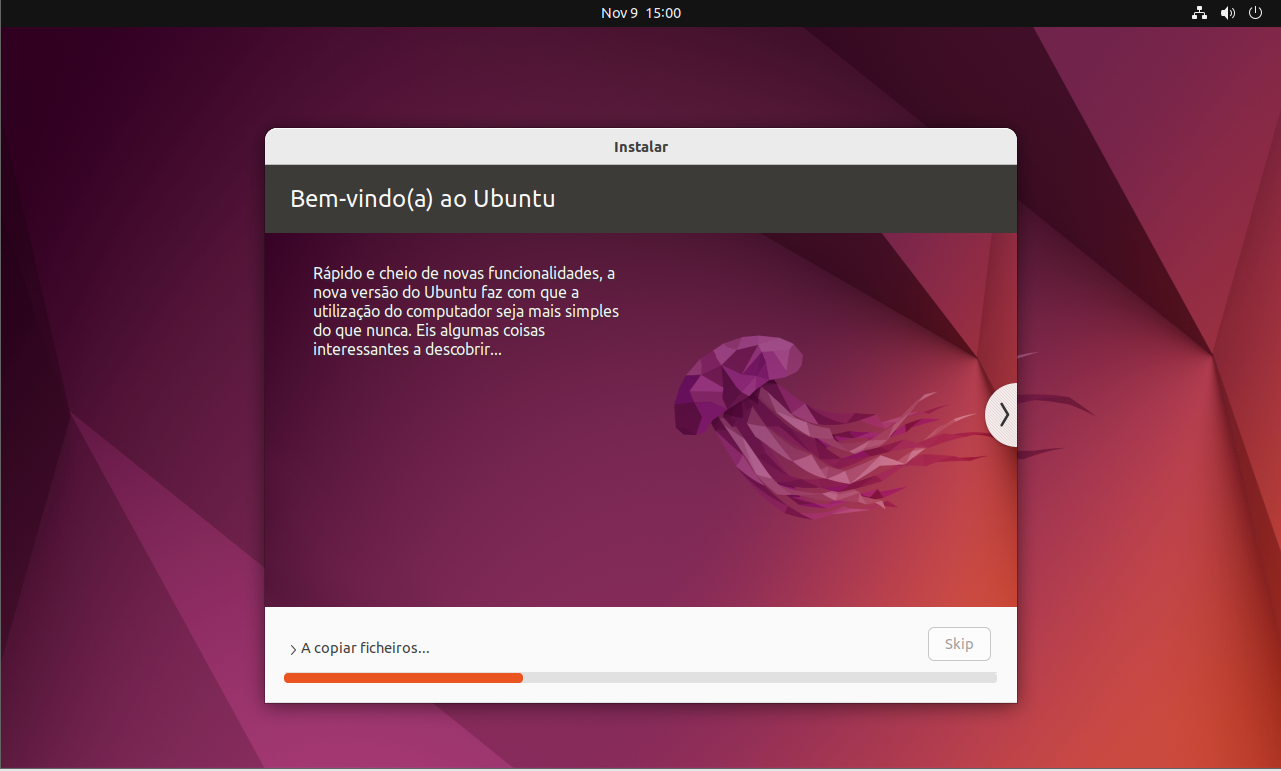 Nov 9 15:00
Instalar
Bem-vindo(a) ao Ubuntu
Rápido e cheio de novas funcionalidades, a
nova versão do Ubuntu faz com que a
utilização do computador seja mais simples
do que nunca. Eis algumas coisas
interessantes a descobrir...
A copiar ficheiros...
Skip